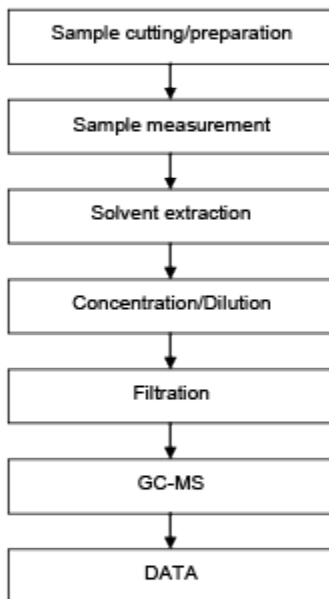 Sample cutting/preparation
Sample measurement
Solvent extraction
Concentration/Dilution
Filtration
GC-MS
DATA